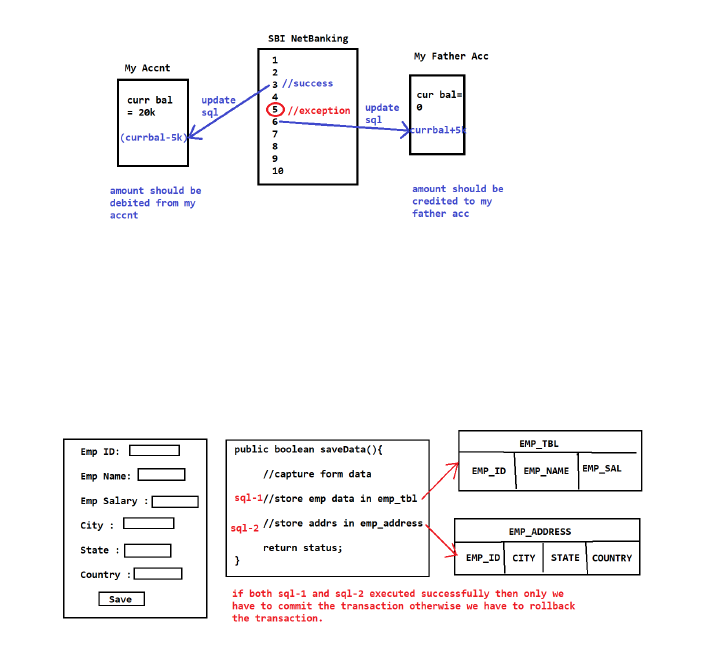 SBI NetBanking
My Accnt
My Father Acc
1
2
3 //success
4
5 //exception
6
7
8
9
10
curr bal
= 20k
(currbal-5k)
update
sql
update
sql
cur bal=
0
currbal+5k
amount should be
debited from my
accnt
amount should be
credited to my
father acc
Emp ID:
Emp Name:
Emp Salary :
City :
State :
Country :
Save
public boolean saveData(){
//capture form data
sql-1 //store emp data in emp_tbl
sql-2 //store addrs in emp_address
return status;
}
EMP_TBL
EMP_ID EMP_NAME EMP_SAL
EMP_ADDRESS
EMP_ID CITY STATE COUNTRY
if both sql-1 and sql-2 executed successfully then only we
have to commit the transaction otherwise we have to rollback
the transaction.